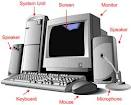 System Unit
Screen
Monitor
Speaker
Speaker
Keyboard
Mouse
Microphone